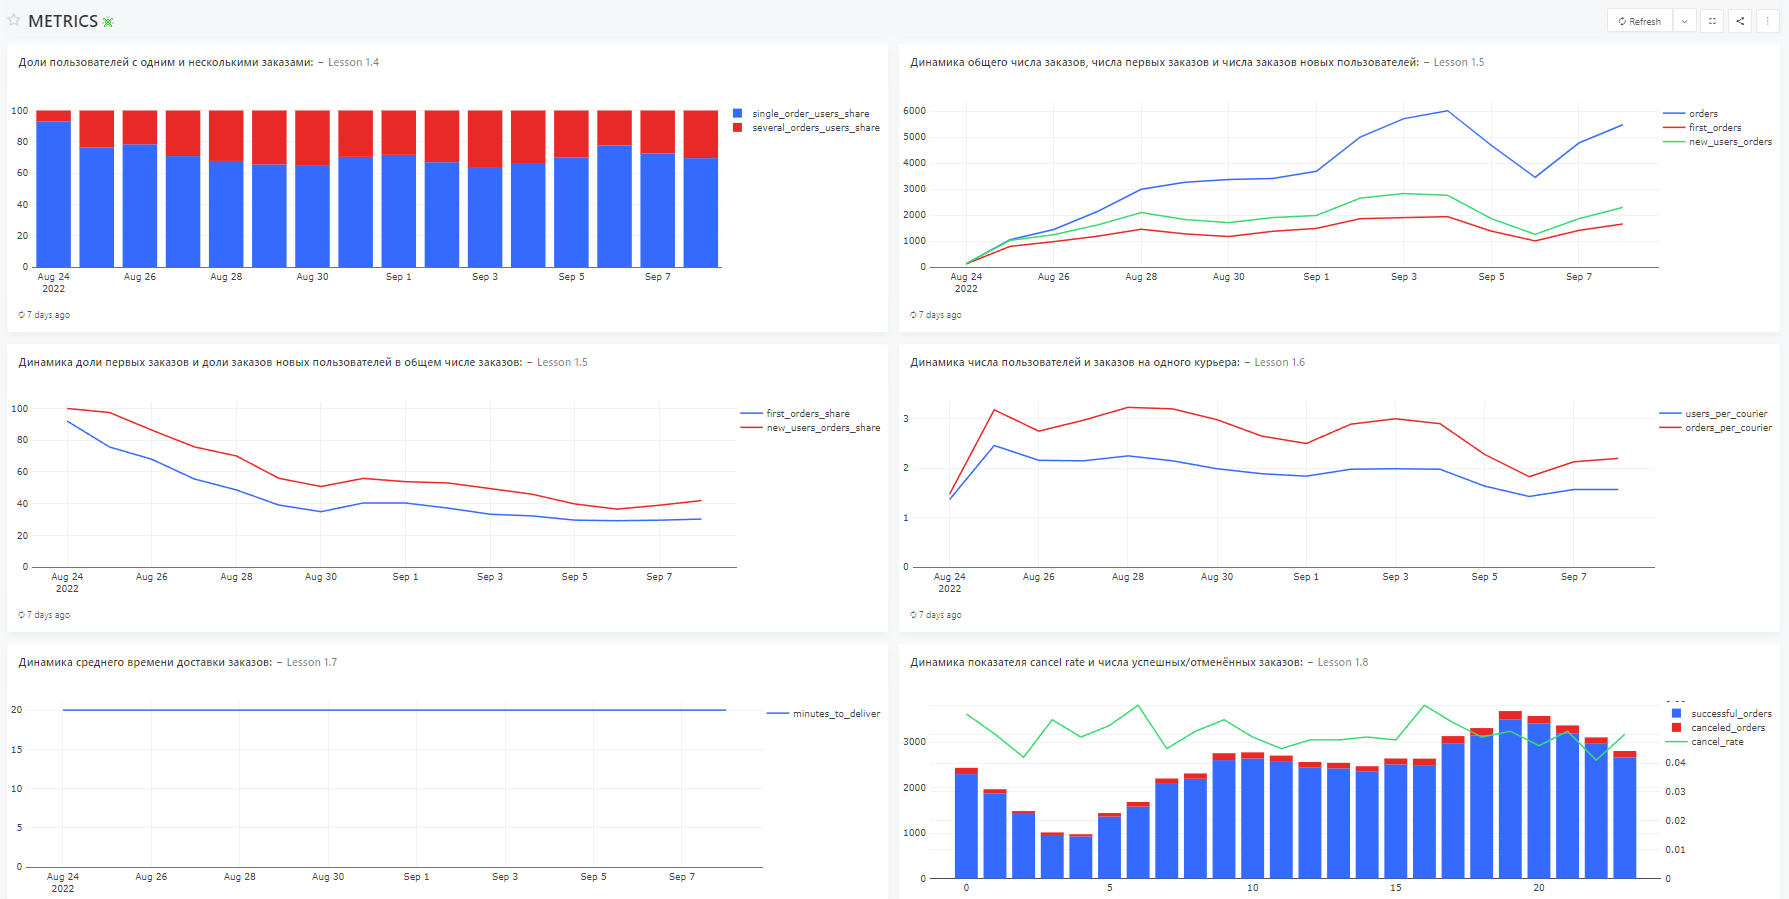 METRICS
Refresh
Доли пользователей с одним и несколькими заказами: – Lesson 1.4
100
80
60
40
20
0
Aug 24 Aug 26 Aug 28 Aug 30 Sep 1 Sep 3 Sep 5 Sep 7
2022
single_order_users_share
several_orders_users_share
7 days ago
Динамика общего числа заказов, числа первых заказов и числа заказов новых пользователей: – Lesson 1.5
6000
5000
4000
3000
2000
1000
0
Aug 24 Aug 26 Aug 28 Aug 30 Sep 1 Sep 3 Sep 5 Sep 7
2022
orders
first_orders
new_users_orders
7 days ago
Динамика доли первых заказов и доли заказов новых пользователей в общем числе заказов: – Lesson 1.5
100
80
60
40
20
0
Aug 24 Aug 26 Aug 28 Aug 30 Sep 1 Sep 3 Sep 5 Sep 7
2022
first_orders_share
new_users_orders_share
7 days ago
Динамика числа пользователей и заказов на одного курьера: – Lesson 1.6
3
2
1
0
Aug 24 Aug 26 Aug 28 Aug 30 Sep 1 Sep 3 Sep 5 Sep 7
2022
users_per_courier
orders_per_courier
7 days ago
Динамика среднего времени доставки заказов: – Lesson 1.7
20
15
10
5
0
Aug 24 Aug 26 Aug 28 Aug 30 Sep 1 Sep 3 Sep 5 Sep 7
2022
minutes_to_deliver
Динамика показателя cancel rate и числа успешных/отменённых заказов: – Lesson 1.8
3000
2000
1000
0
0 5 10 15 20
successful_orders
canceled_orders
cancel_rate
0.04
0.03
0.02
0.01
0